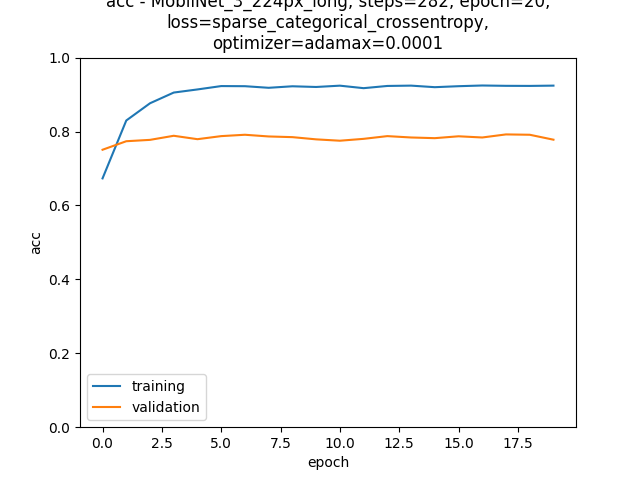 acc - MobilNet_3_224px_long, steps=282, epoch=20,
loss=sparse_categorical_crossentropy,
optimizer=adamax=0.0001
1.0
0.8
0.6
0.4
0.2
0.0
acc
training
validation
0.0 2.5 5.0 7.5 10.0 12.5 15.0 17.5
epoch